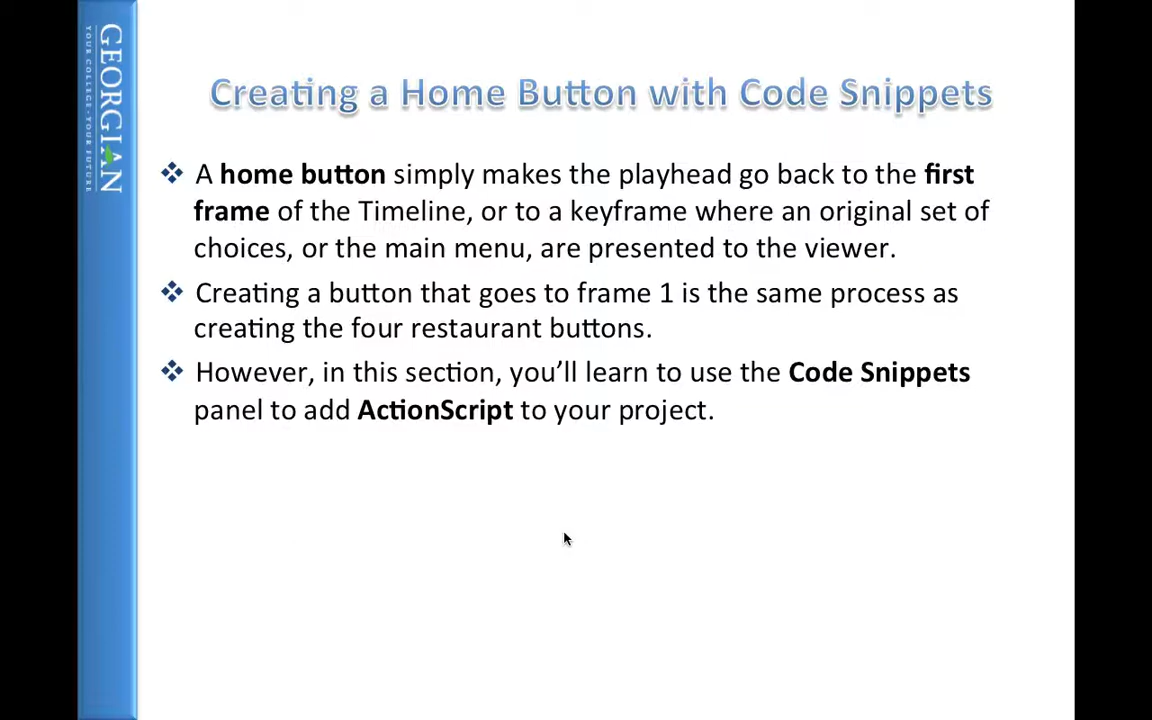 GEORGIAN
YOUR COLLEGE · YOUR FUTURE
Creating a Home Button with Code Snippets
❖ A home button simply makes the playhead go back to the first
frame of the Timeline, or to a keyframe where an original set of
choices, or the main menu, are presented to the viewer.
❖ Creating a button that goes to frame 1 is the same process as
creating the four restaurant buttons.
❖ However, in this section, you’ll learn to use the Code Snippets
panel to add ActionScript to your project.